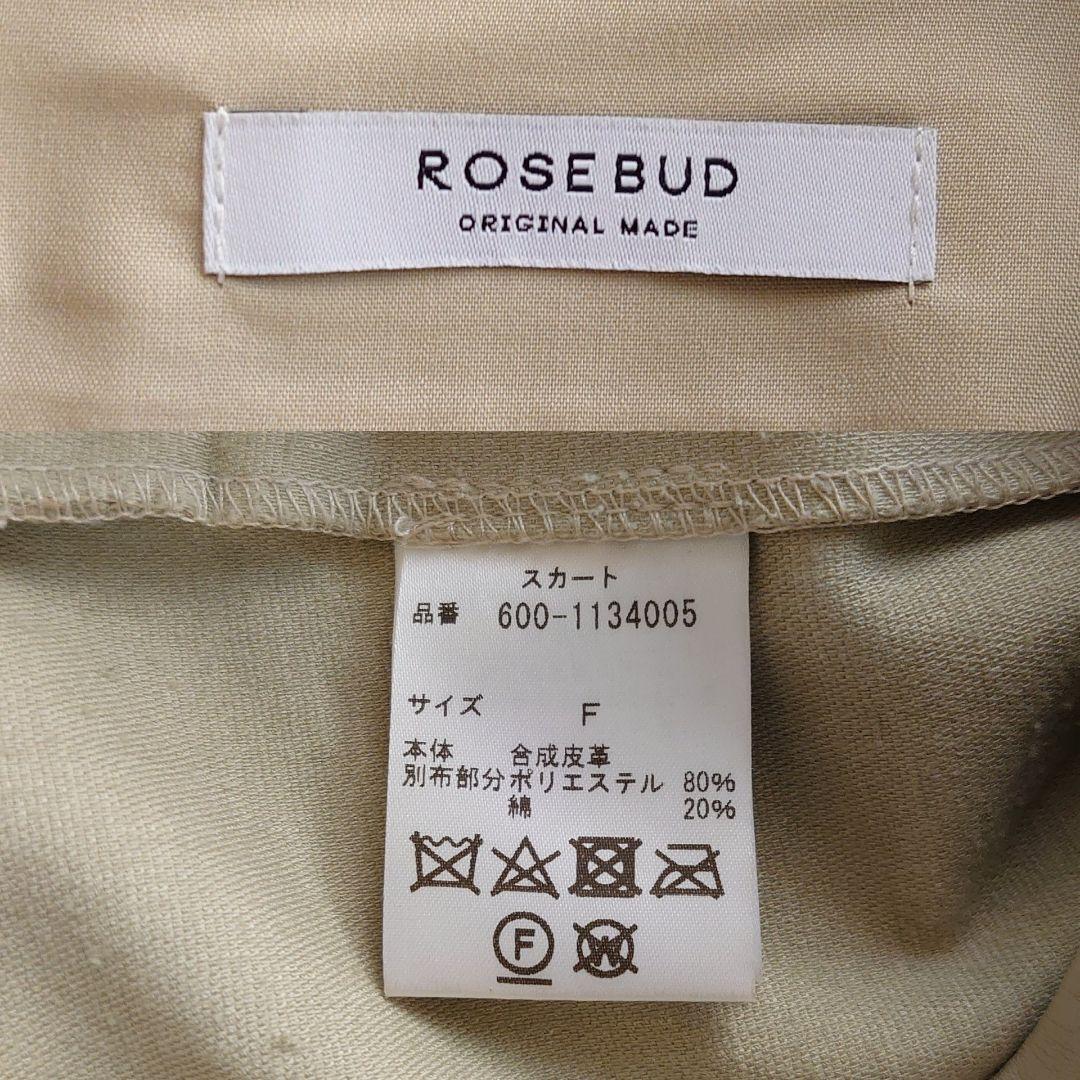 ROSEBUD
ORIGINAL MADE
スカート
品番 600-1134005
サイズ F
本体 合成皮革
別布部分ポリエステル 80%
綿 20%
F
W